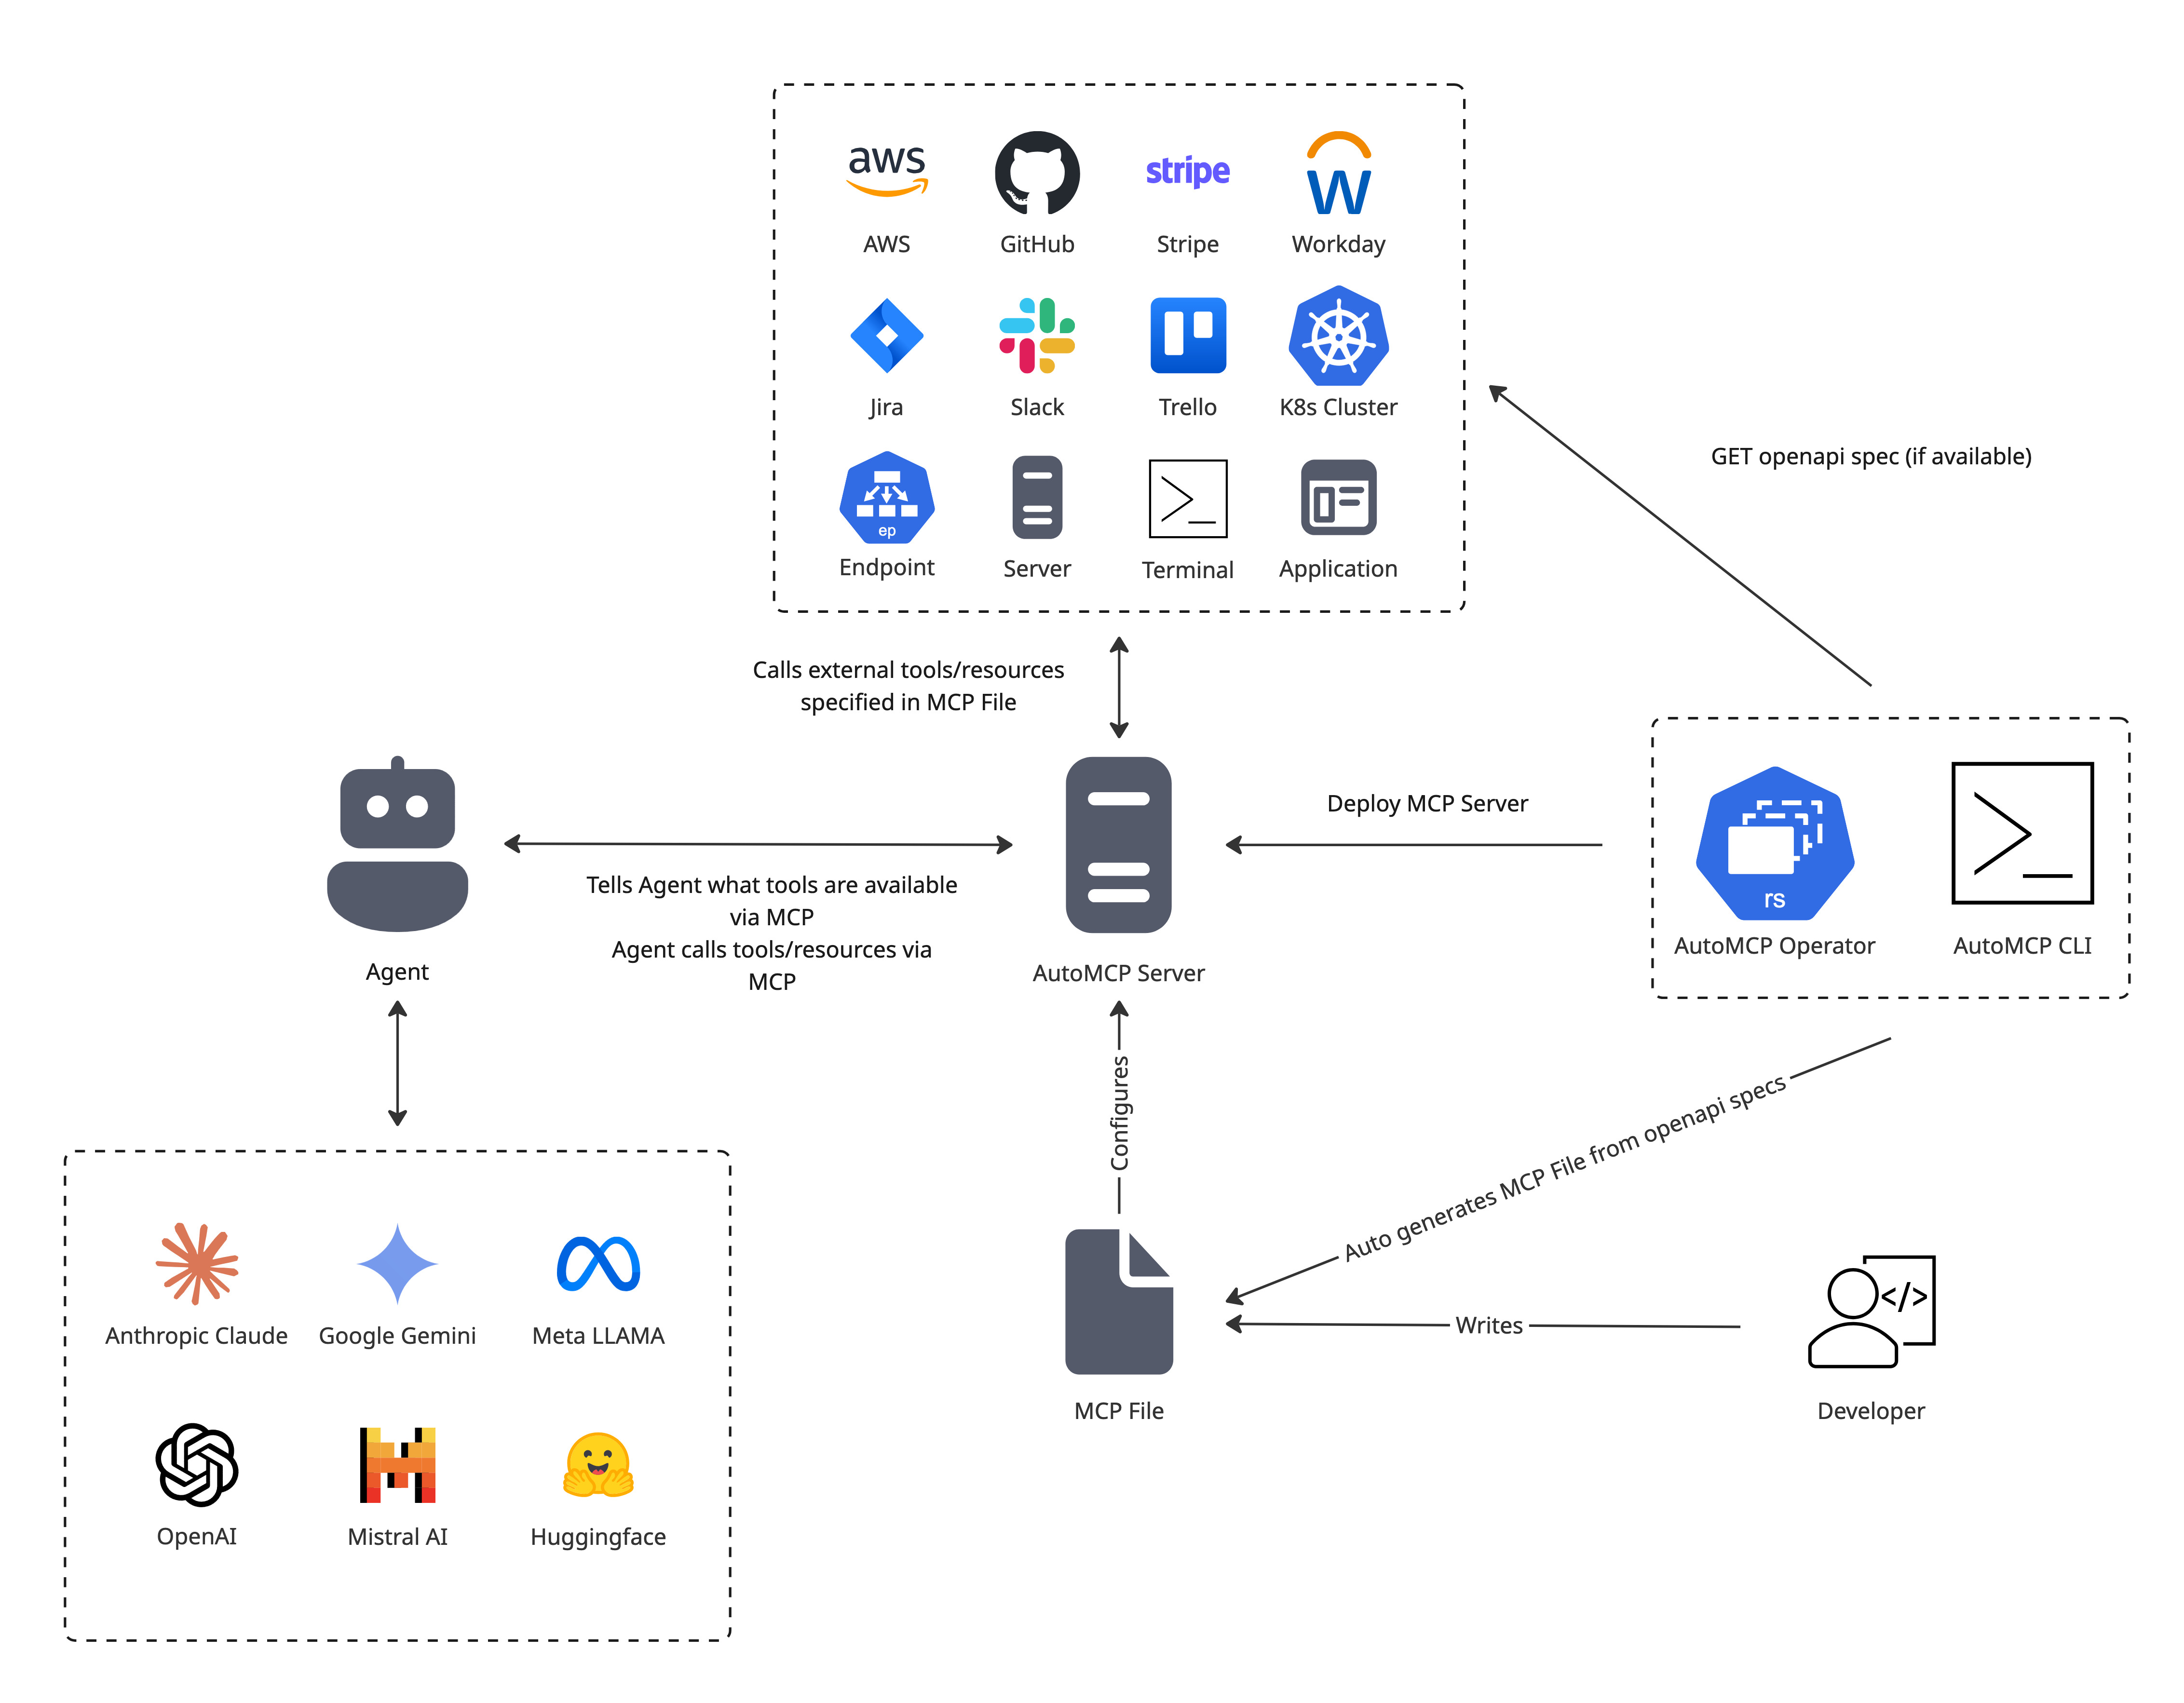 aws
stripe
AWS
GitHub
Stripe
Workday
Jira
Slack
Trello
K8s Cluster
ep
Endpoint
Server
Terminal
Application
GET openapi spec (if available)
Calls external tools/resources
specified in MCP File
Deploy MCP Server
Tells Agent what tools are available
via MCP
Agent calls tools/resources via
MCP
Agent
AutoMCP Server
rs
AutoMCP Operator
AutoMCP CLI
Configures
Auto generates MCP File from openapi specs
Writes
</>
MCP File
Developer
Anthropic Claude
Google Gemini
Meta LLAMA
OpenAI
Mistral AI
Huggingface